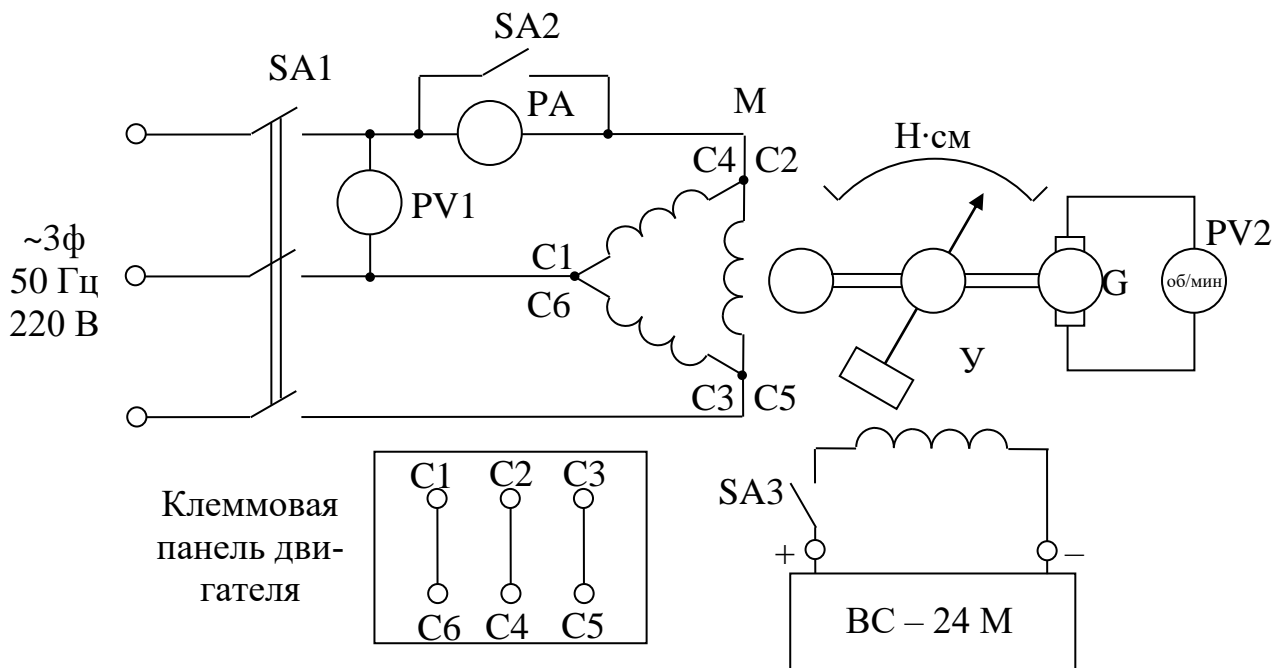 SA2
SA1
PA
M
Н·см
C4 C2
PV1
PV2
~3ф
50 Гц
220 В
C1
C6
об/мин
G
У
C3 C5
C1 C2 C3
Клеммовая
панель дви-
гателя
C6 C4 C5
SA3
+ –
ВС – 24 М